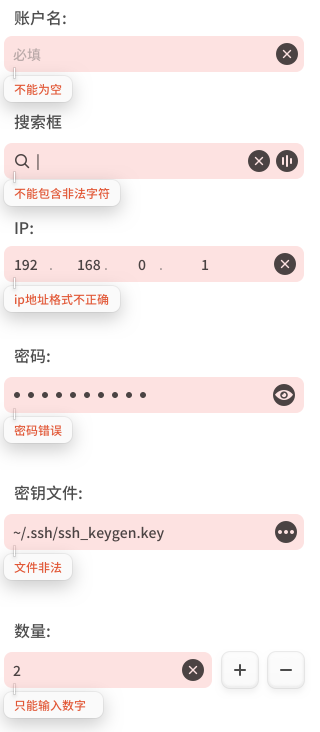 账户名:
必填
不能为空
搜索框
不能包含非法字符
IP:
192 . 168 . 0 . 1
ip地址格式不正确
密码:
密码错误
密钥文件:
~/.ssh/ssh_keygen.key
文件非法
数量:
2
只能输入数字